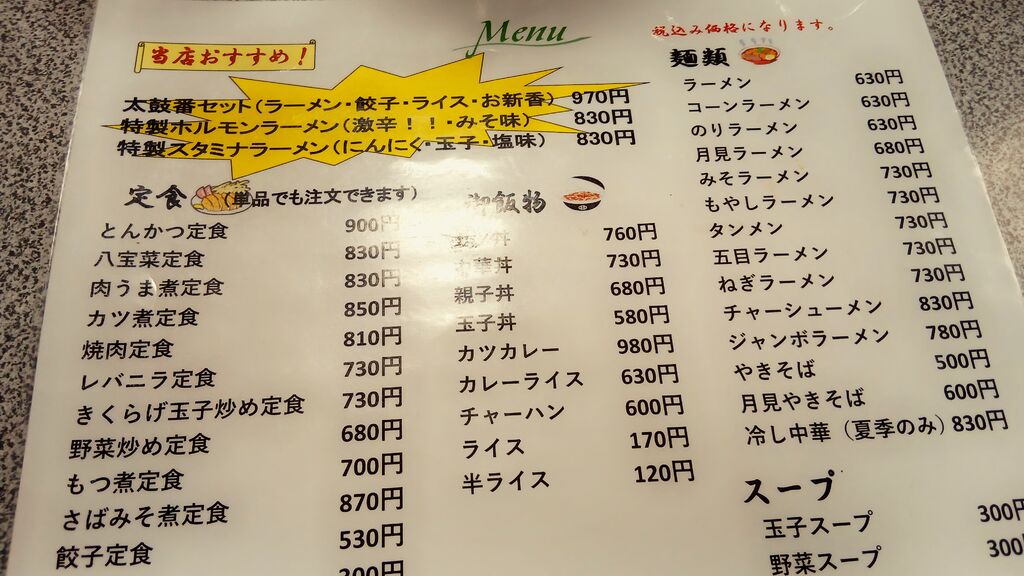 Menu
税込み価格になります。
当店おすすめ！
太鼓番セット（ラーメン・餃子・ライス・お新香） 970円
特製ホルモンラーメン（激辛！！・みそ味） 830円
特製スタミナラーメン（にんにく・玉子・塩味） 830円
定食 （単品でも注文できます）
とんかつ定食 900円
八宝菜定食 830円
肉うま煮定食 830円
カツ煮定食 850円
焼肉定食 810円
レバニラ定食 730円
きくらげ玉子炒め定食 730円
野菜炒め定食 680円
もつ煮定食 700円
さばみそ煮定食 870円
餃子定食 530円
御飯物
760円
中華丼 730円
親子丼 680円
玉子丼 580円
カツカレー 980円
カレーライス 630円
チャーハン 600円
ライス 170円
半ライス 120円
麺類
ラーメン 630円
コーンラーメン 630円
のりラーメン 630円
月見ラーメン 680円
みそラーメン 730円
もやしラーメン 730円
タンメン 730円
五目ラーメン 730円
ねぎラーメン 730円
チャーシューメン 830円
ジャンボラーメン 780円
やきそば 500円
月見やきそば 600円
冷し中華（夏季のみ） 830円
スープ
玉子スープ 300円
野菜スープ 300